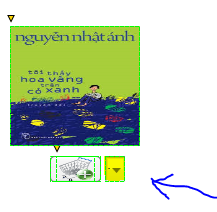 nguyễn nhật ánh
tôi thấy
hoa vàng
trên
cỏ xanh